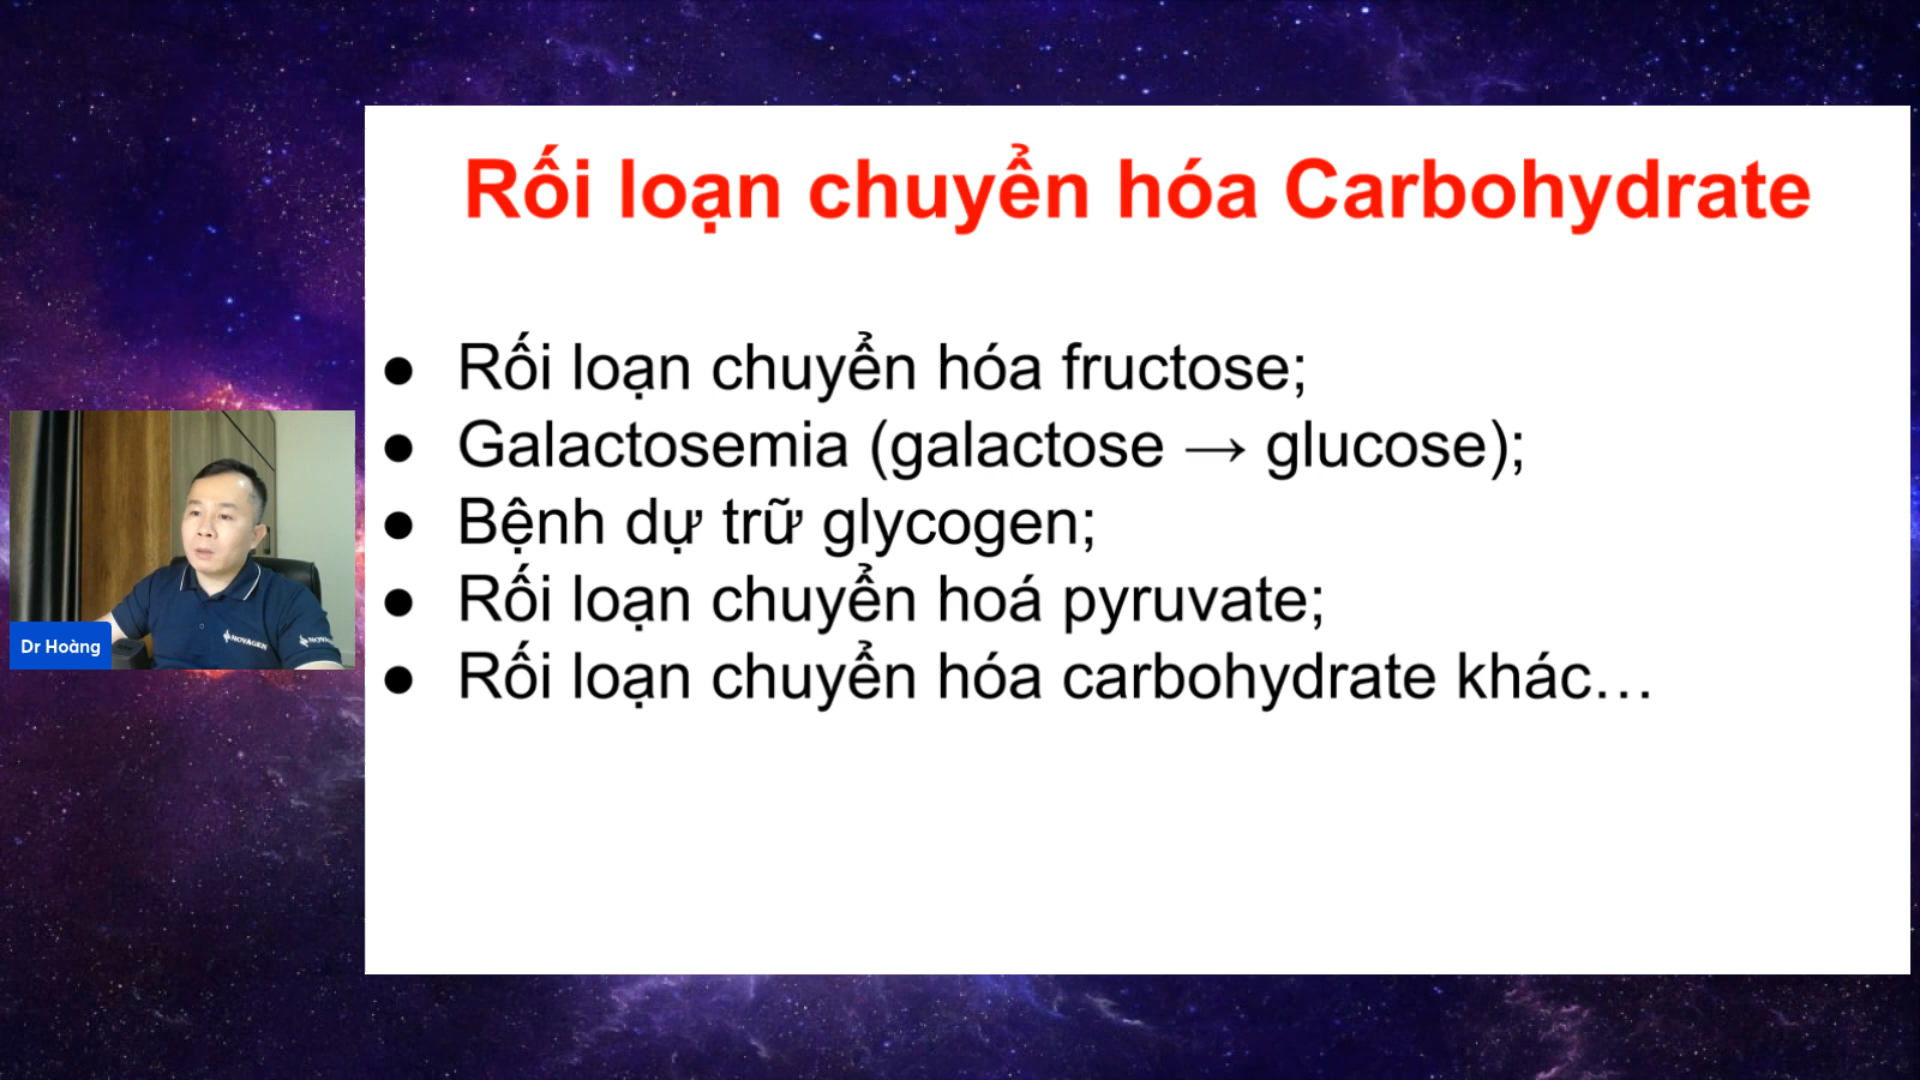 Rối loạn chuyển hóa Carbohydrate
● Rối loạn chuyển hóa fructose;
● Galactosemia (galactose → glucose);
● Bệnh dự trữ glycogen;
● Rối loạn chuyển hoá pyruvate;
● Rối loạn chuyển hóa carbohydrate khác…
Dr Hoàng
NOVAGEN